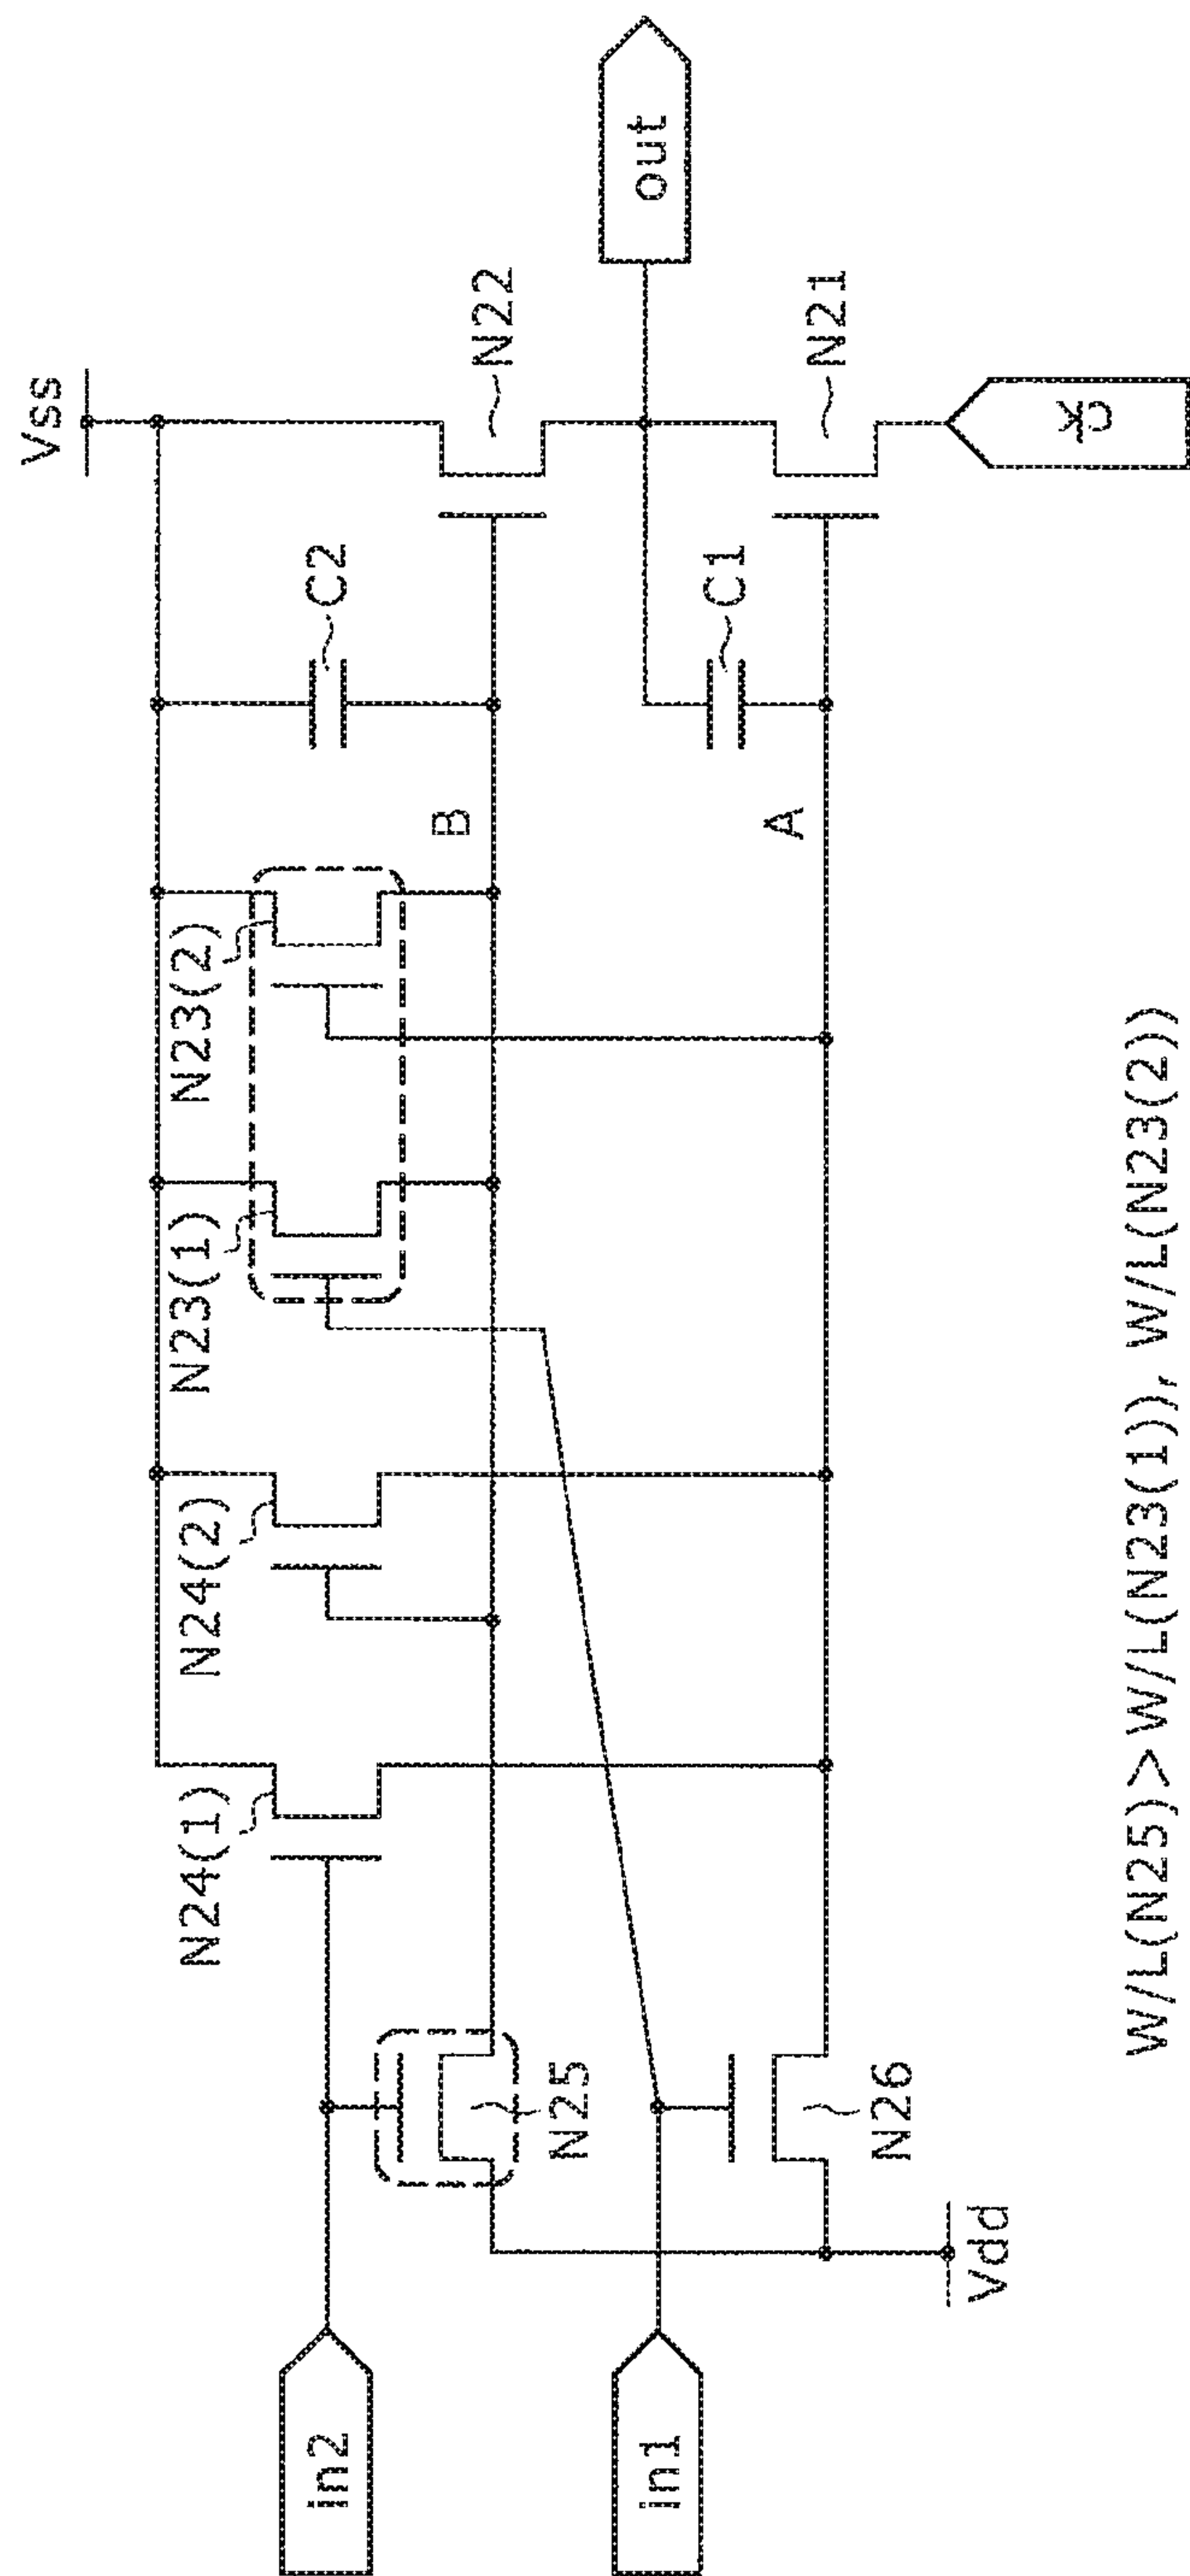 Vss
N24(1)
N24(2)
N23(1)
N23(2)
C2
N22
in2
B
out
N25
C1
N21
in1
A
N26
ck
Vdd
W/L(N25)>W/L(N23(1)), W/L(N23(2))